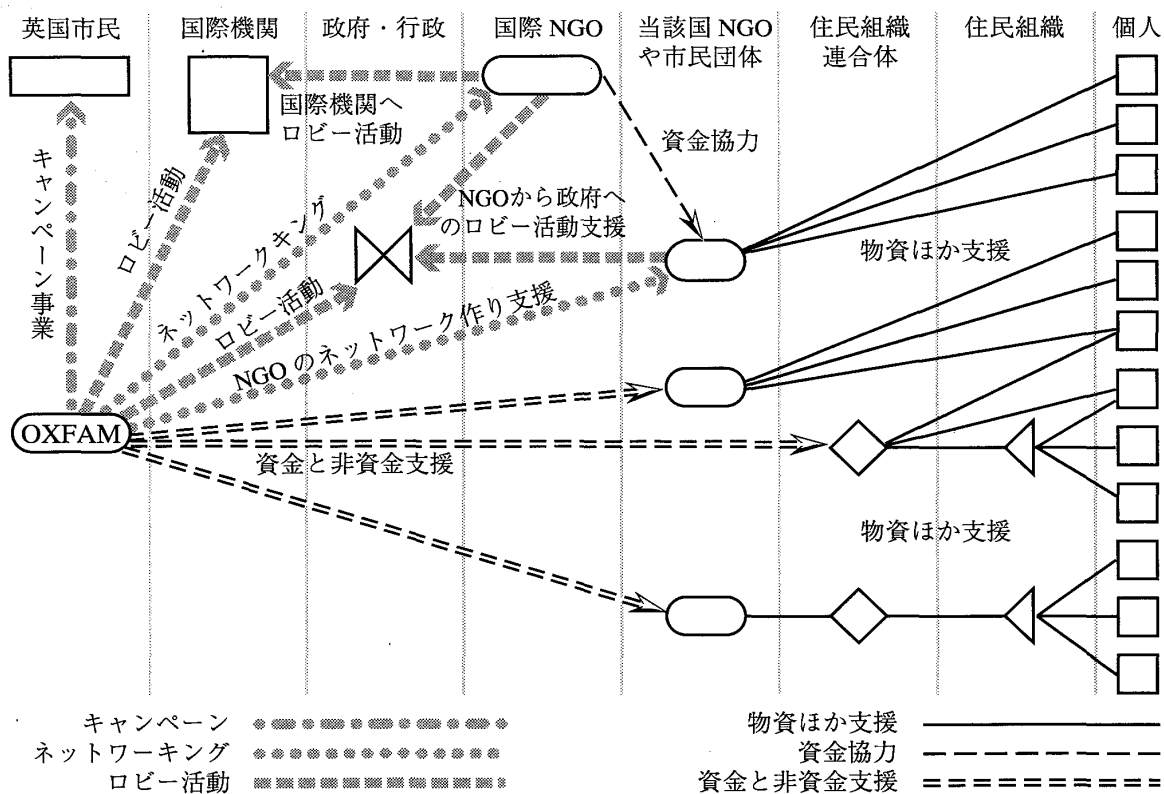 英国市民
国際機関
政府・行政
国際 NGO
当該国 NGO
や市民団体
住民組織
連合体
住民組織
個人
国際機関へ
ロビー活動
資金協力
キャンペーン事業
ロビー活動
ネットワーキング
NGOから政府へ
のロビー活動支援
物資ほか支援
ロビー活動
NGO のネットワーク作り支援
OXFAM
資金と非資金支援
物資ほか支援
キャンペーン
ネットワーキング
ロビー活動
物資ほか支援
資金協力
資金と非資金支援